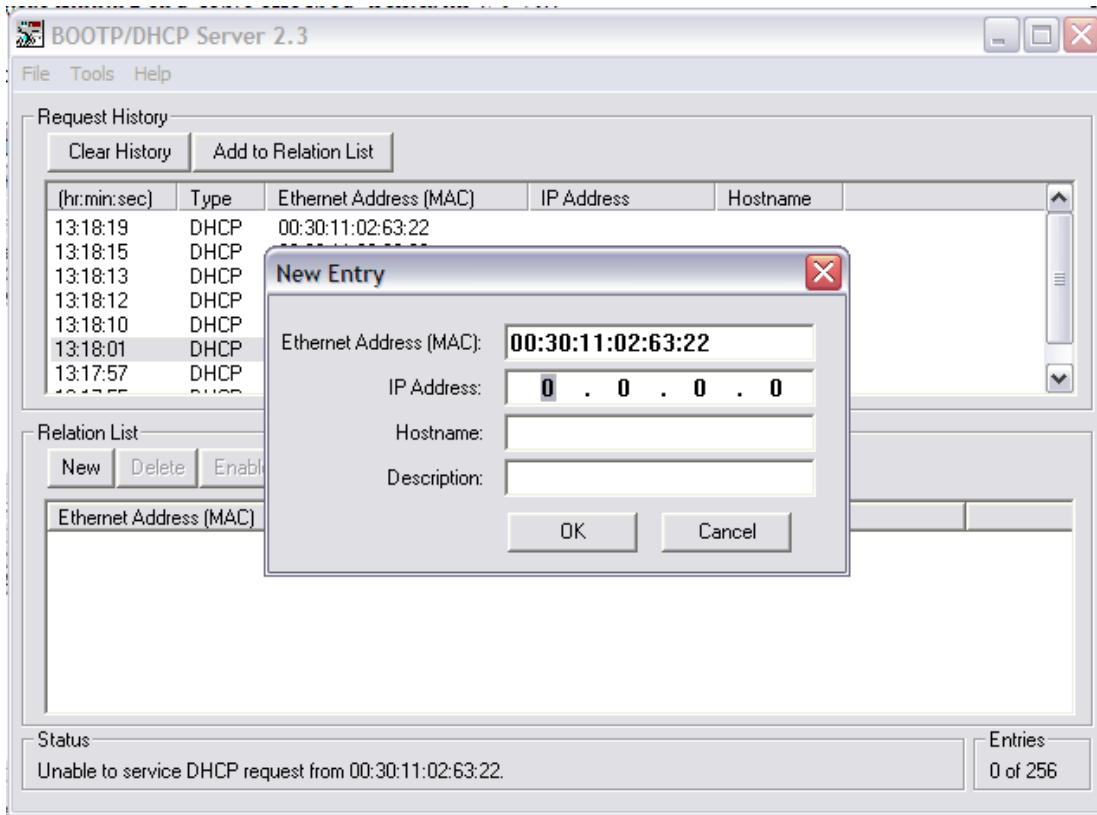 BOOTP/DHCP Server 2.3
File Tools Help
Request History
Clear History Add to Relation List
(hr:min:sec) Type Ethernet Address (MAC) IP Address Hostname
13:18:19 DHCP 00:30:11:02:63:22
13:18:15 DHCP
13:18:13 DHCP
13:18:12 DHCP
13:18:10 DHCP
13:18:01 DHCP
13:17:57 DHCP
New Entry
Ethernet Address (MAC): 00:30:11:02:63:22
IP Address: 0 . 0 . 0 . 0
Hostname:
Description:
OK Cancel
Relation List
New Delete
Ethernet Address (MAC)
Status
Unable to service DHCP request from 00:30:11:02:63:22.
Entries
0 of 256